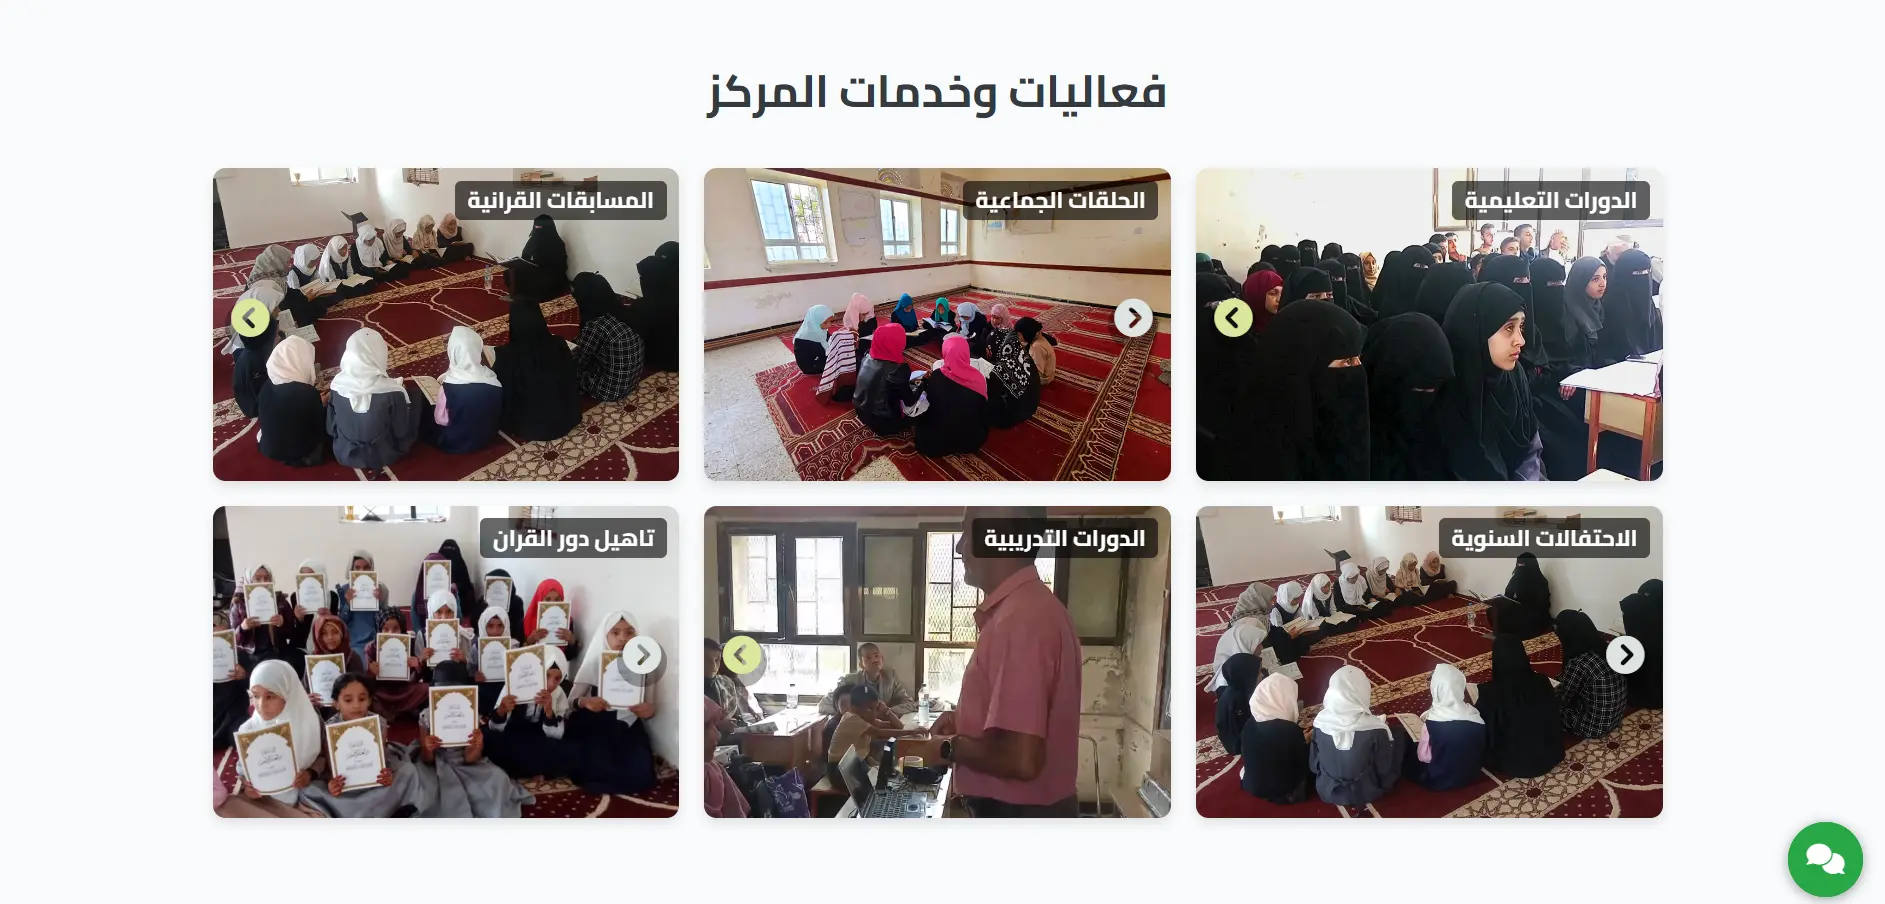 فعاليات وخدمات المركز
الدورات التعليمية
الحلقات الجماعية
المسابقات القرانية
الاحتفالات السنوية
الدورات التدريبية
تاهيل دور القران